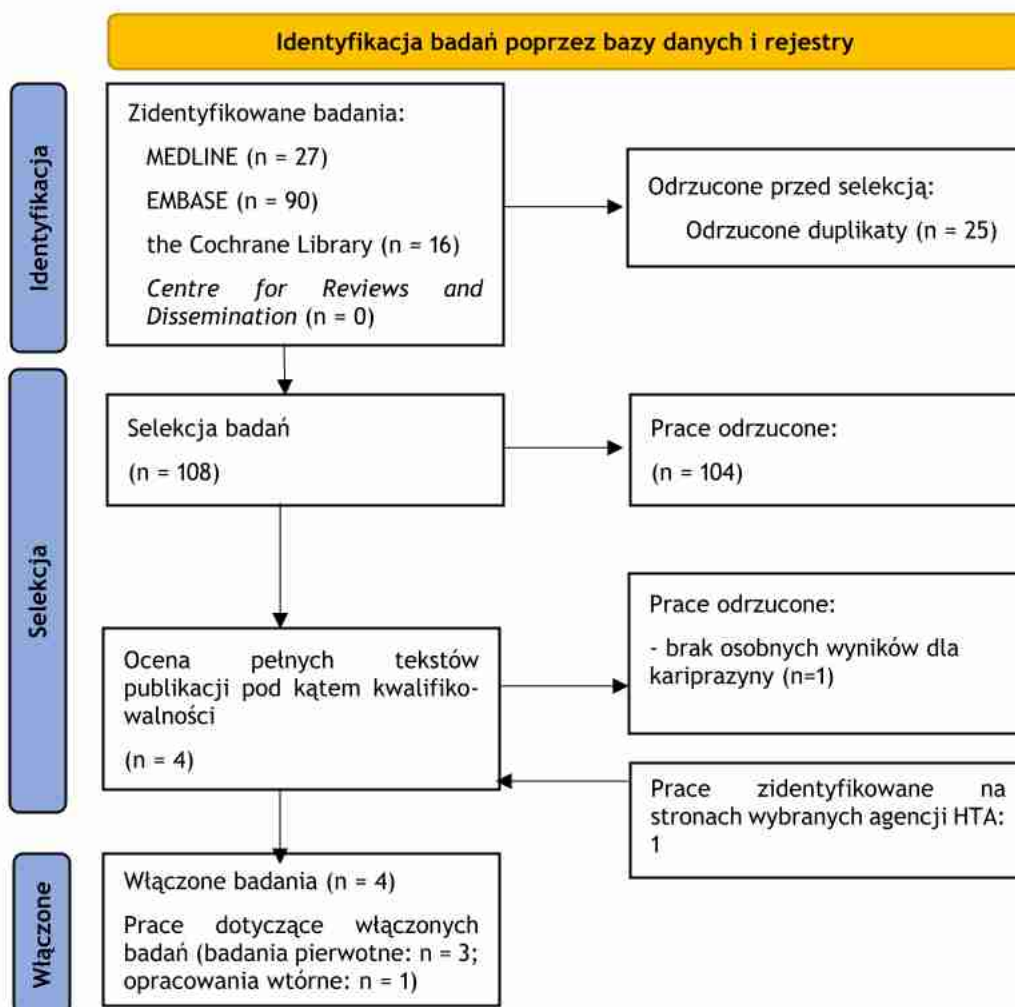 Identyfikacja badań poprzez bazy danych i rejestry
Identyfikacja
Zidentyfikowane badania:
MEDLINE (n = 27)
EMBASE (n = 90)
the Cochrane Library (n = 16)
Centre for Reviews and
Dissemination (n = 0)
Odrzucone przed selekcją:
Odrzucone duplikaty (n = 25)
Selekcja
Selekcja badań
(n = 108)
Prace odrzucone:
(n = 104)
Ocena pełnych tekstów
publikacji pod kątem kwalifiko-
walności
(n = 4)
Prace odrzucone:
- brak osobnych wyników dla
kariprazyny (n=1)
Prace zidentyfikowane na
stronach wybranych agencji HTA:
1
Włączone
Włączone badania (n = 4)
Prace dotyczące włączonych
badań (badania pierwotne: n = 3;
opracowania wtórne: n = 1)